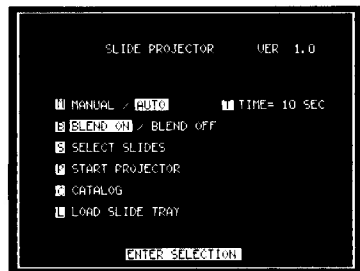 SLIDE PROJECTOR VER 1.0
M MANUAL / AUTO T TIME= 10 SEC
B BLEND ON / BLEND OFF
S SELECT SLIDES
P START PROJECTOR
C CATALOG
L LOAD SLIDE TRAY
ENTER SELECTION